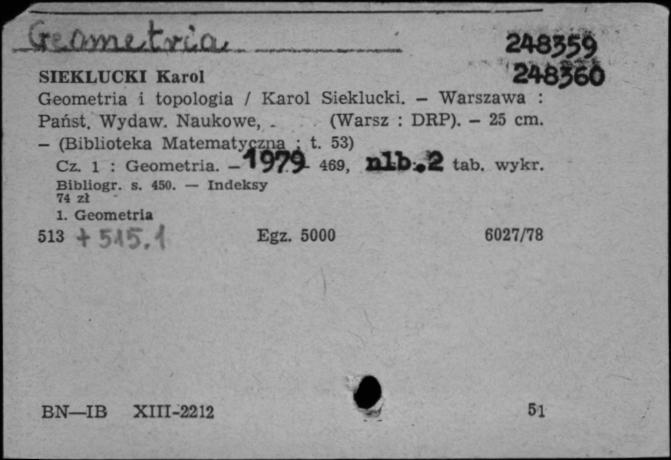 Geometria
248359
248360
SIEKLUCKI Karol
Geometria i topologia / Karol Sieklucki. — Warszawa :
Państ. Wydaw. Naukowe, (Warsz : DRP). — 25 cm.
— (Biblioteka Matematyczna ; t. 53)
Cz. 1 : Geometria. — 1979 469, nlb. 2 tab. wykr.
Bibliogr. s. 450. — Indeksy
74 zł
1. Geometria
513 + 515.1 Egz. 5000 6027/78
BN—IB XIII-2212 51